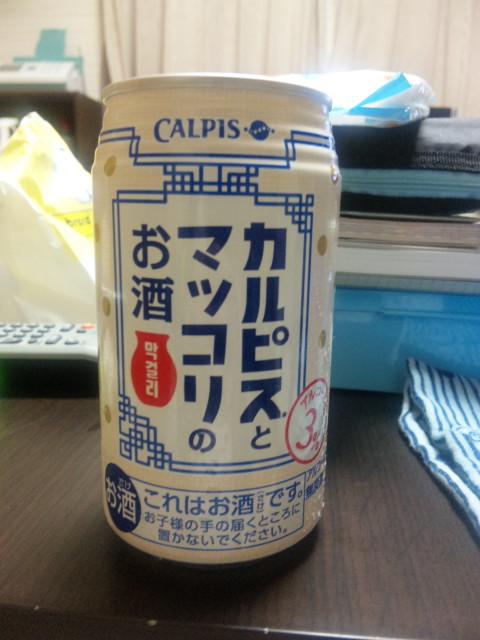 CALPIS
カルピスと
マッコリの
お酒
막걸리
3%
お酒
これはお酒です。
お子様の手の届くところに
置かないでください。